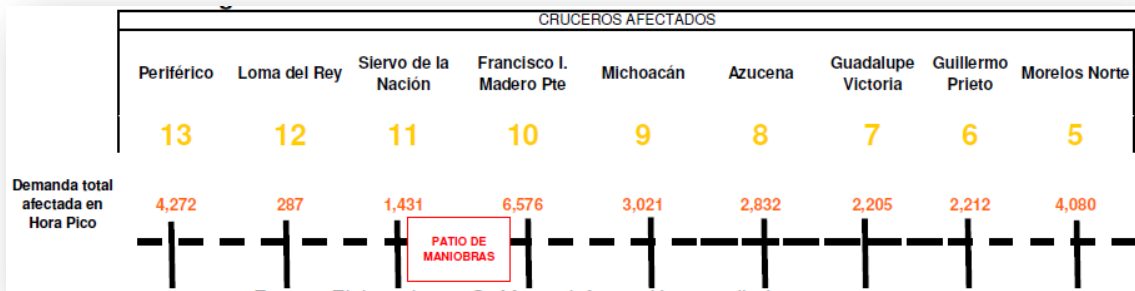 CRUCEROS AFECTADOS
Periférico Loma del Rey Siervo de la Nación Francisco I. Madero Pte Michoacán Azucena Guadalupe Victoria Guillermo Prieto Morelos Norte
13 12 11 10 9 8 7 6 5
Demanda total
afectada en
Hora Pico
4,272 287 1,431 6,576 3,021 2,832 2,205 2,212 4,080
PATIO DE
MANIOBRAS